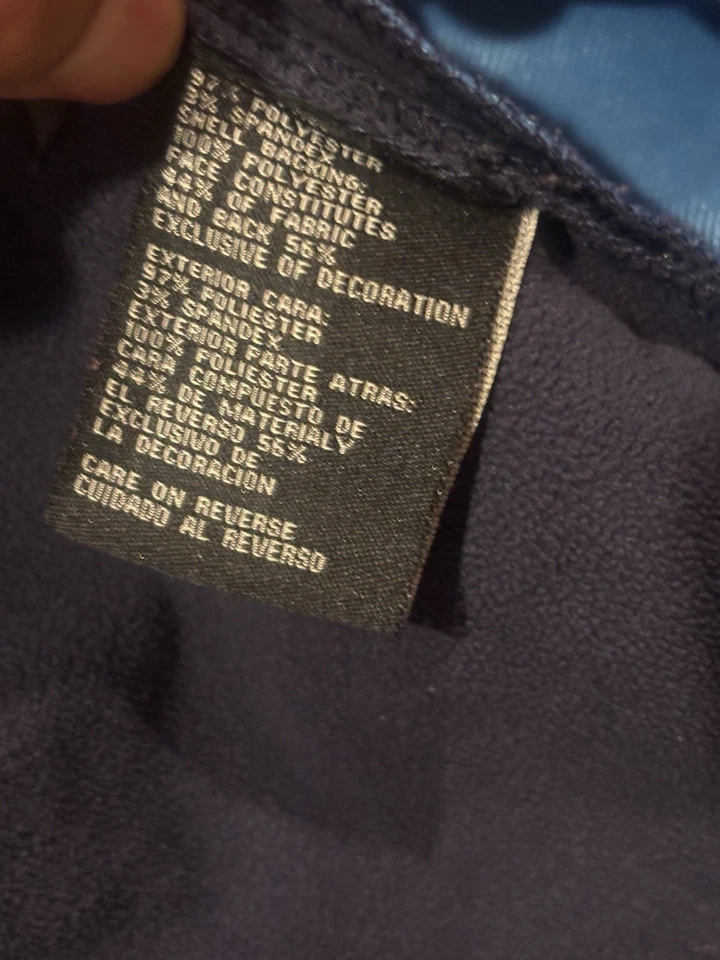 97% POLYESTER
3% SPANDEX
SHELL BACKING:
100% POLYESTER
FACE CONSTITUTES
44% OF FABRIC
AND BACK 56%
EXCLUSIVE OF DECORATION
EXTERIOR CARA:
97% POLIESTER
3% SPANDEX
EXTERIOR PARTE ATRAS:
100% POLIESTER
CARA COMPUESTO DE
44% DE MATERIALY
EL REVERSO 56%
EXCLUSIVO DE
LA DECORACION
CARE ON REVERSE
CUIDADO AL REVERSO